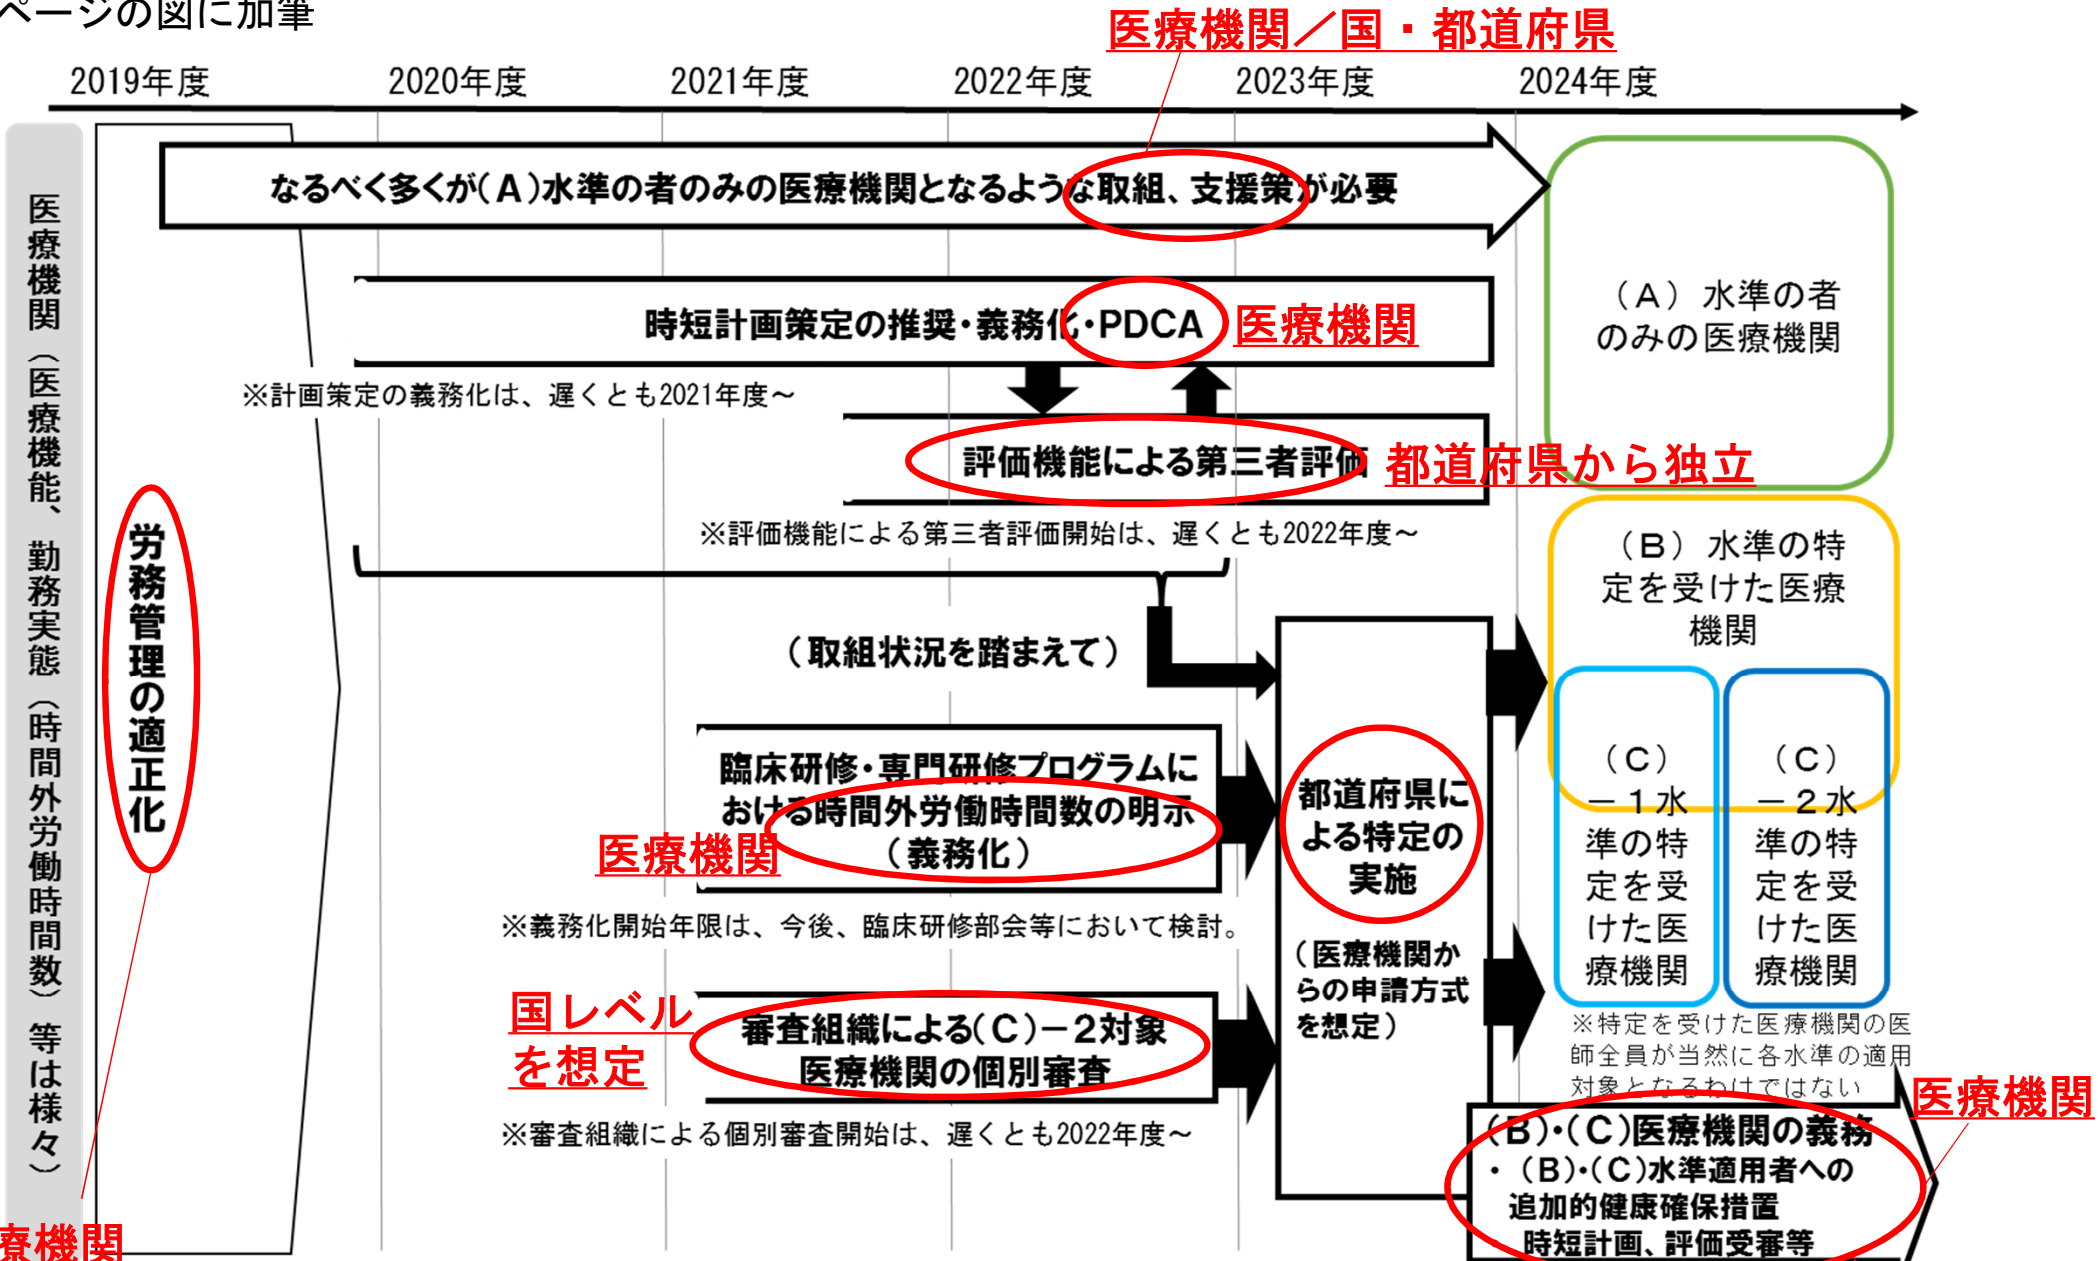 ページの図に加筆
医療機関／国・都道府県
2019年度
2020年度
2021年度
2022年度
2023年度
2024年度
医療機関（医療機能、勤務実態（時間外労働時間数）等は様々）
労務管理の適正化
療機関
なるべく多くが（Ａ）水準の者のみの医療機関となるような取組、支援策が必要
時短計画策定の推奨・義務化・PDCA
医療機関
※計画策定の義務化は、遅くとも2021年度～
評価機能による第三者評価
都道府県から独立
※評価機能による第三者評価開始は、遅くとも2022年度～
（取組状況を踏まえて）
臨床研修・専門研修プログラムに
おける時間外労働時間数の明示
（義務化）
医療機関
※義務化開始年限は、今後、臨床研修部会等において検討。
国レベル
を想定
審査組織による（Ｃ）－２対象
医療機関の個別審査
※審査組織による個別審査開始は、遅くとも2022年度～
都道府県に
よる特定の
実施
（医療機関か
らの申請方式
を想定）
（Ａ）水準の者
のみの医療機関
（Ｂ）水準の特
定を受けた医療
機関
（Ｃ）
－１水
準の特
定を受
けた医
療機関
（Ｃ）
－２水
準の特
定を受
けた医
療機関
※特定を受けた医療機関の医
師全員が当然に各水準の適用
対象となるわけではない
医療機関
（Ｂ）・（Ｃ）医療機関の義務
・（Ｂ）・（Ｃ）水準適用者への
追加的健康確保措置
時短計画、評価受審等